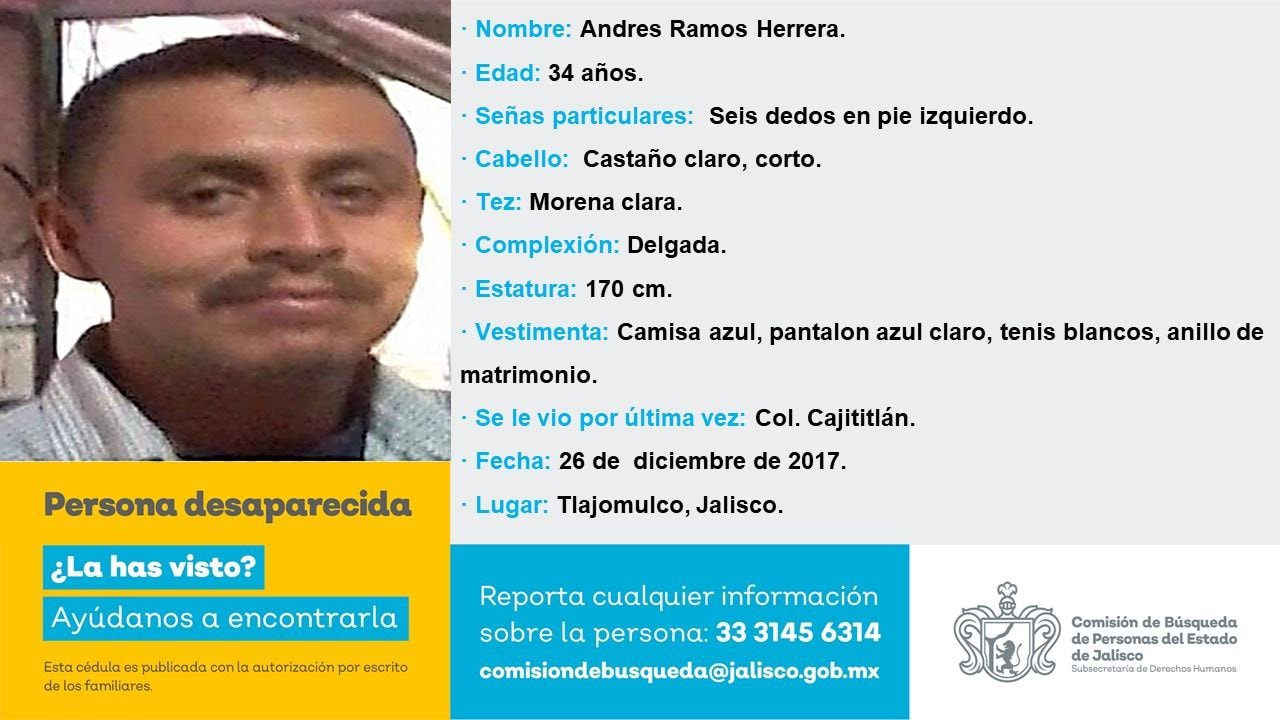 · Nombre: Andres Ramos Herrera.
· Edad: 34 años.
· Señas particulares: Seis dedos en pie izquierdo.
· Cabello: Castaño claro, corto.
· Tez: Morena clara.
· Complexión: Delgada.
· Estatura: 170 cm.
· Vestimenta: Camisa azul, pantalon azul claro, tenis blancos, anillo de
matrimonio.
· Se le vio por última vez: Col. Cajititlán.
· Fecha: 26 de diciembre de 2017.
· Lugar: Tlajomulco, Jalisco.
Persona desaparecida
¿La has visto?
Ayúdanos a encontrarla
Esta cédula es publicada con la autorización por escrito
de los familiares.
Reporta cualquier información
sobre la persona: 33 3145 6314
comisiondebusqueda@jalisco.gob.mx
Comisión de Búsqueda
de Personas del Estado
de Jalisco
Subsecretaría de Derechos Humanos